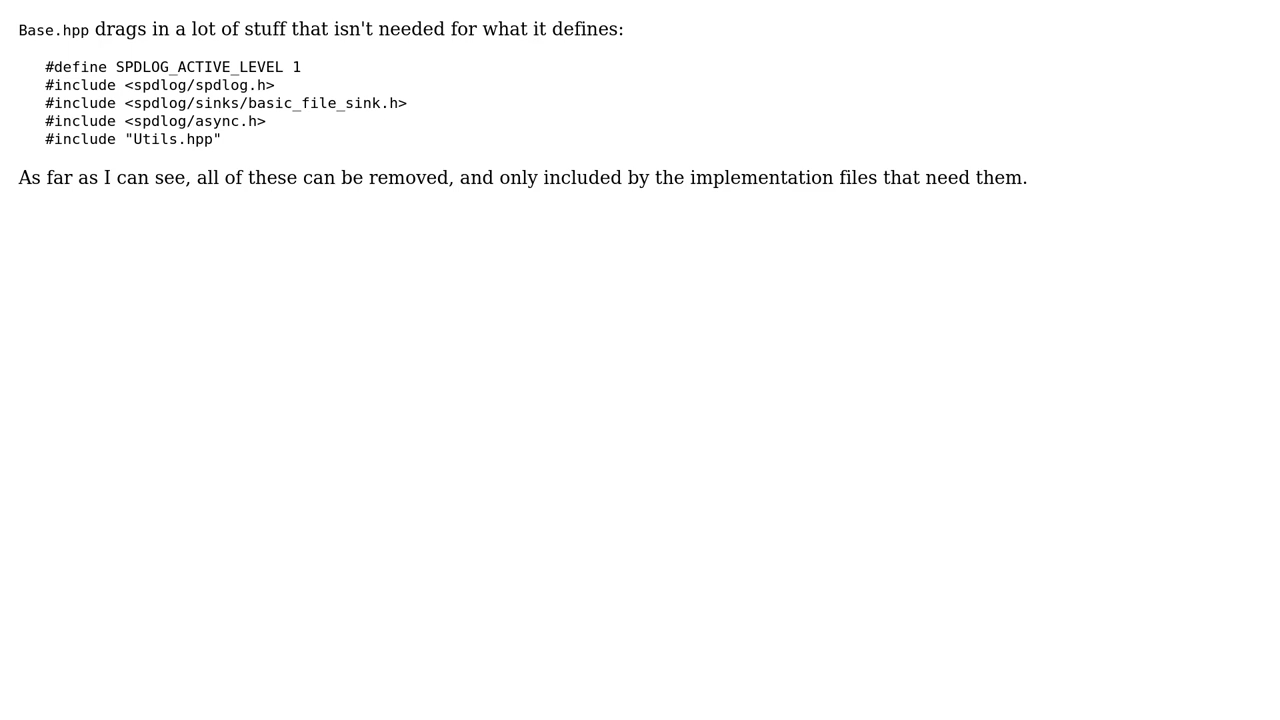 Base.hpp drags in a lot of stuff that isn't needed for what it defines:
#define SPDLOG_ACTIVE_LEVEL 1
#include <spdlog/spdlog.h>
#include <spdlog/sinks/basic_file_sink.h>
#include <spdlog/async.h>
#include "Utils.hpp"
As far as I can see, all of these can be removed, and only included by the implementation files that need them.